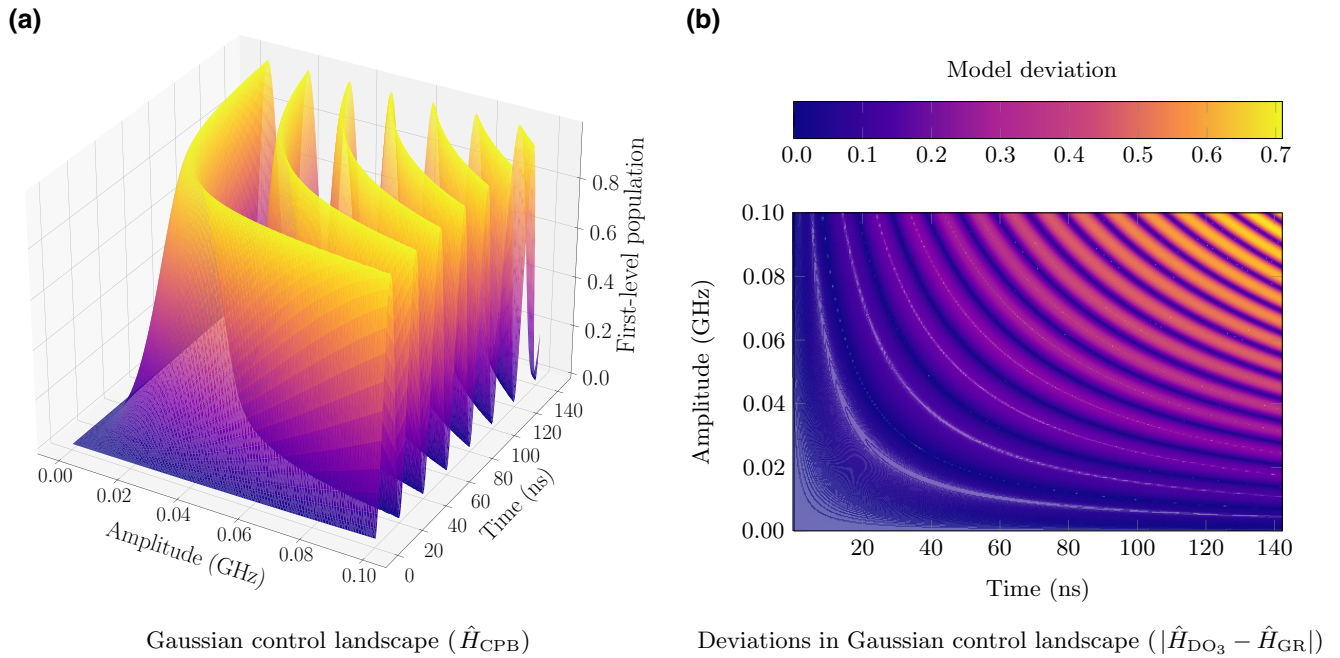 (a)
First-level population
0.8
0.6
0.4
0.2
0.0
140
120
100
80
60
40
20
0
Time (ns)
0.00
0.02
0.04
0.06
0.08
0.10
Amplitude (GHz)
Gaussian control landscape (Ĥ_CPB)
(b)
Model deviation
0.0 0.1 0.2 0.3 0.4 0.5 0.6 0.7
Amplitude (GHz)
0.10
0.08
0.06
0.04
0.02
0.00
20 40 60 80 100 120 140
Time (ns)
Deviations in Gaussian control landscape (|Ĥ_DO₃ − Ĥ_GR|)